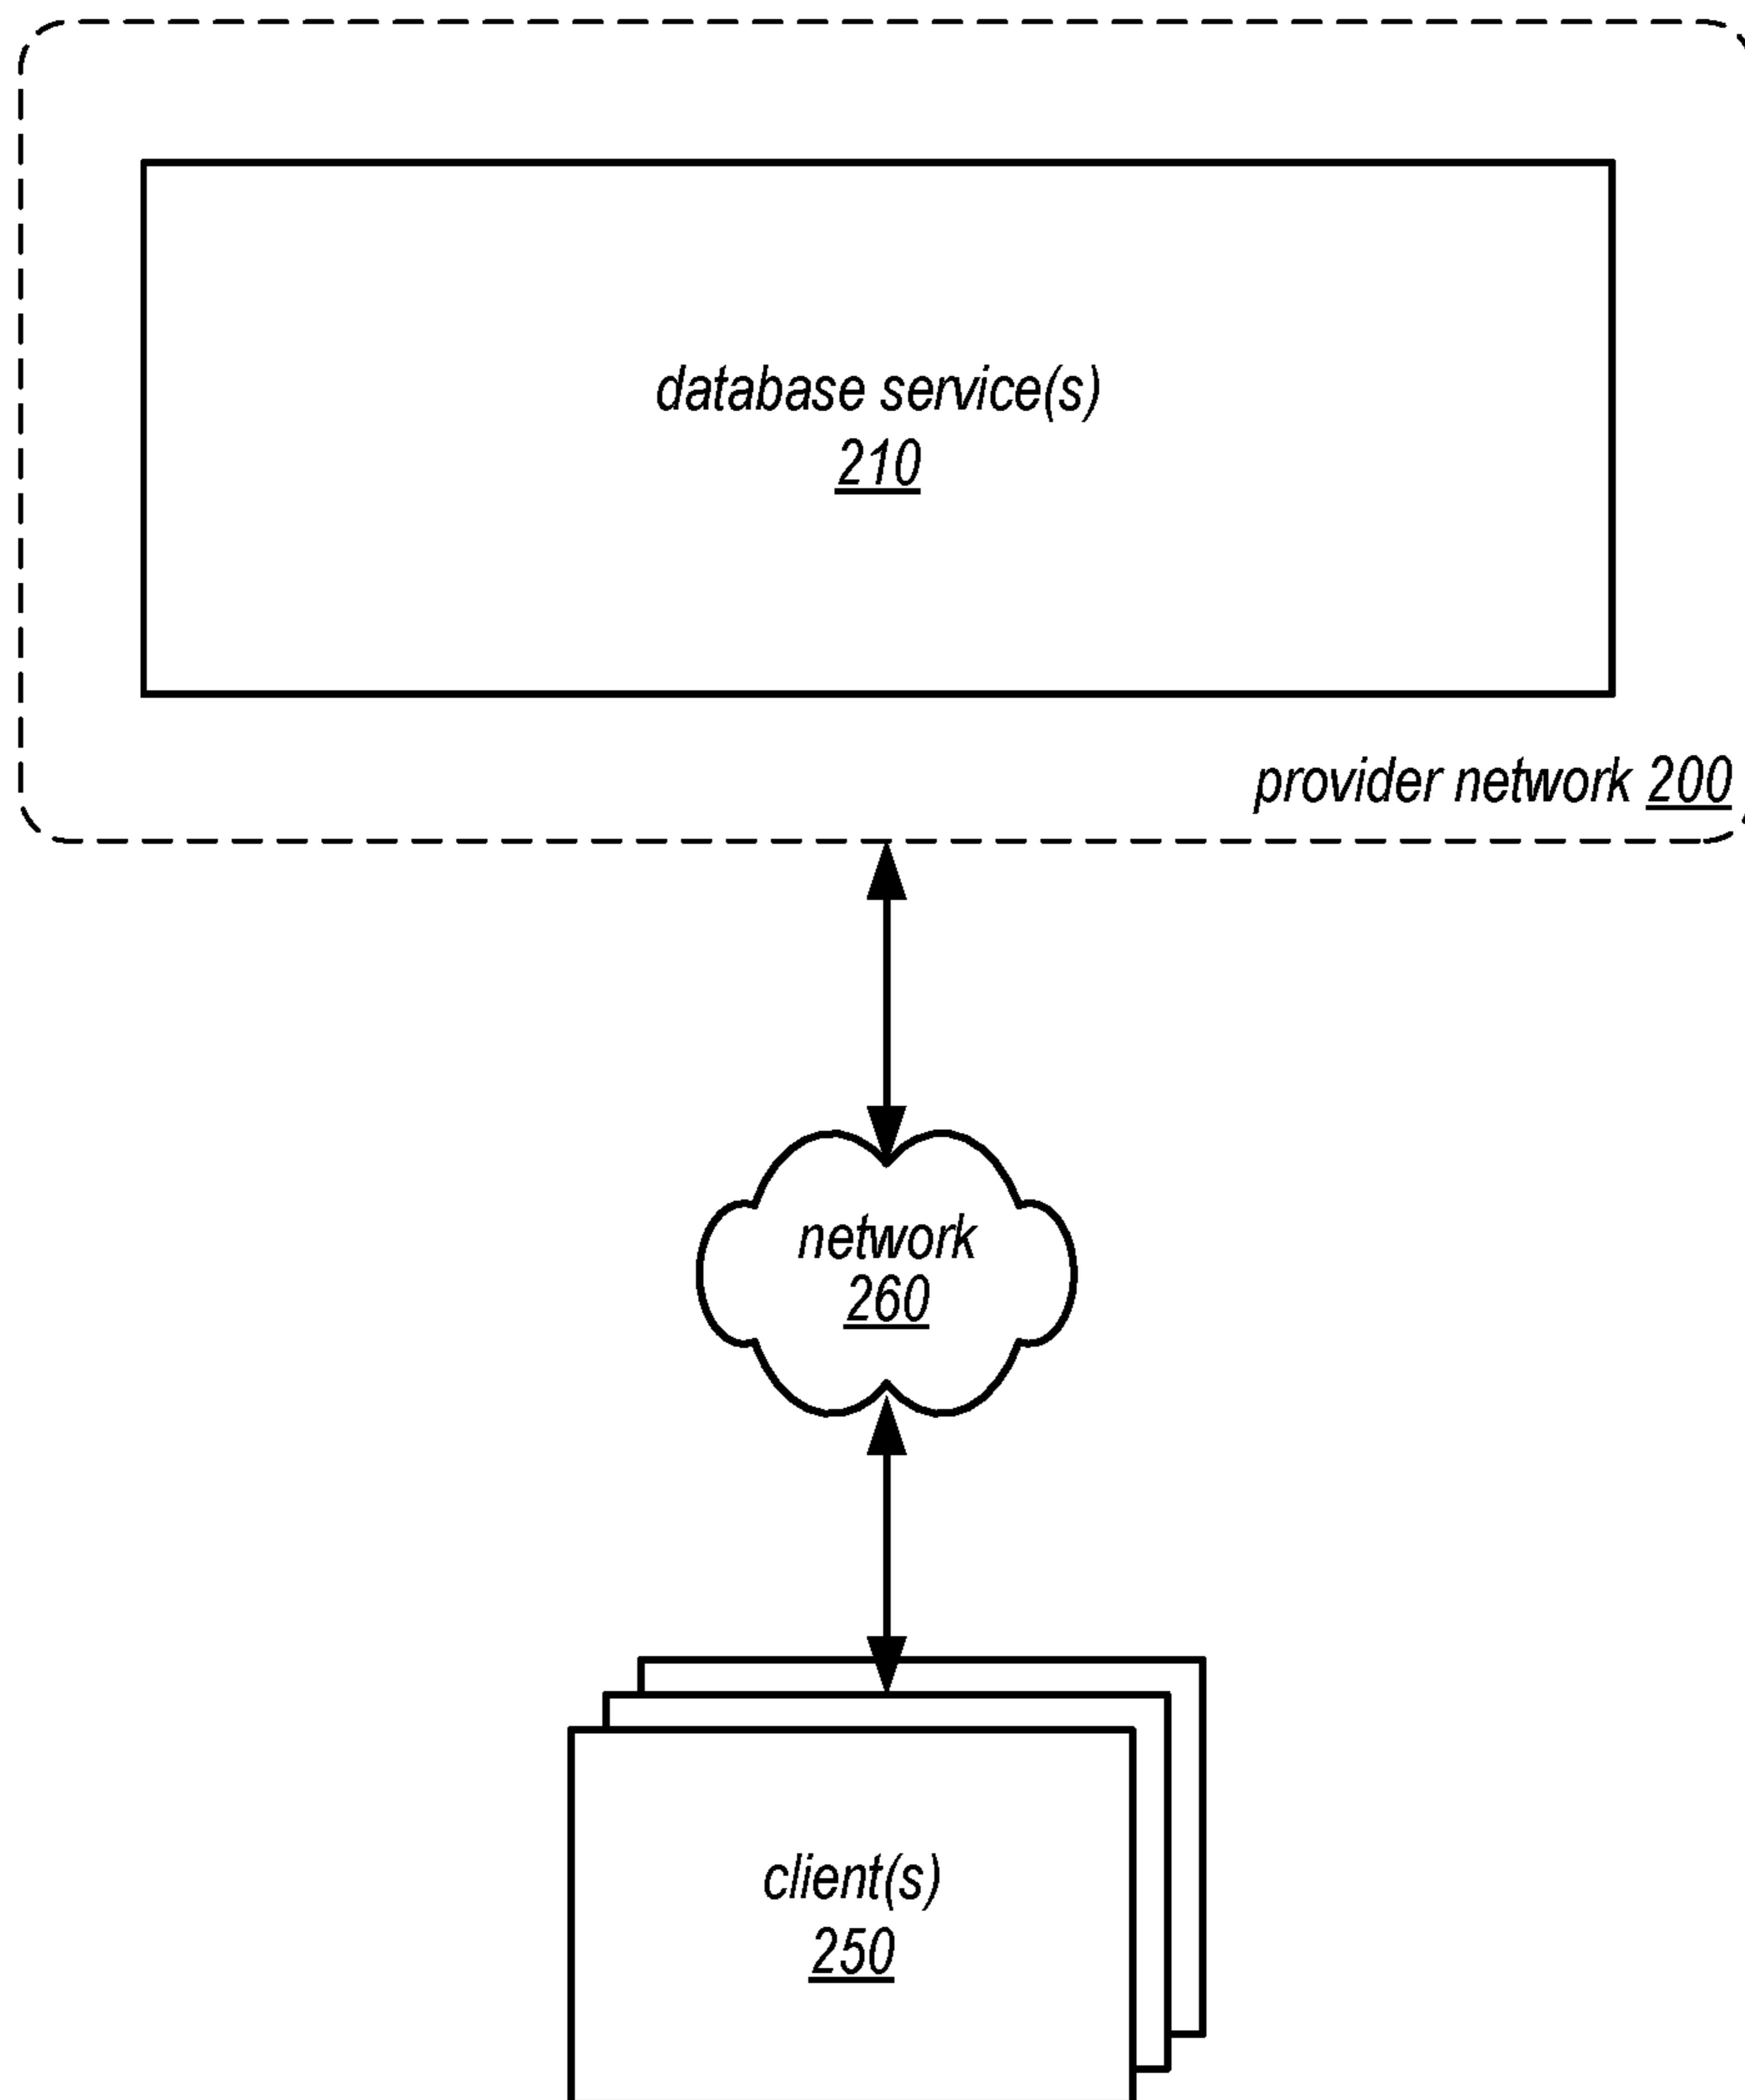 database service(s)
210
provider network 200
network
260
client(s)
250